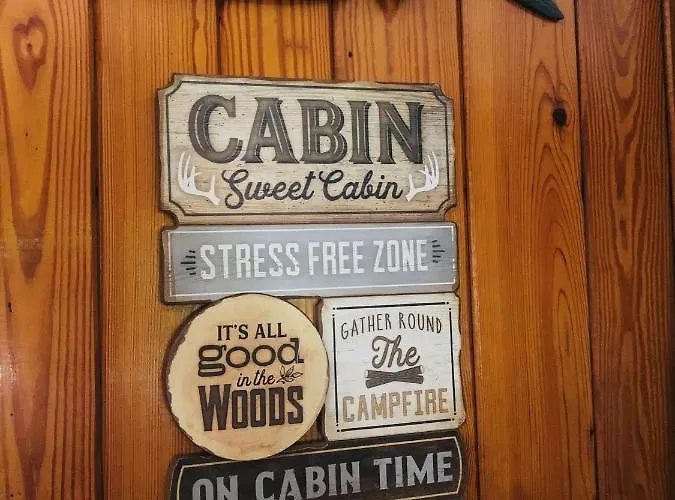 CABIN
Sweet Cabin
STRESS FREE ZONE
IT'S ALL
good
in the
WOODS
GATHER ROUND
The
CAMPFIRE
ON CABIN TIME